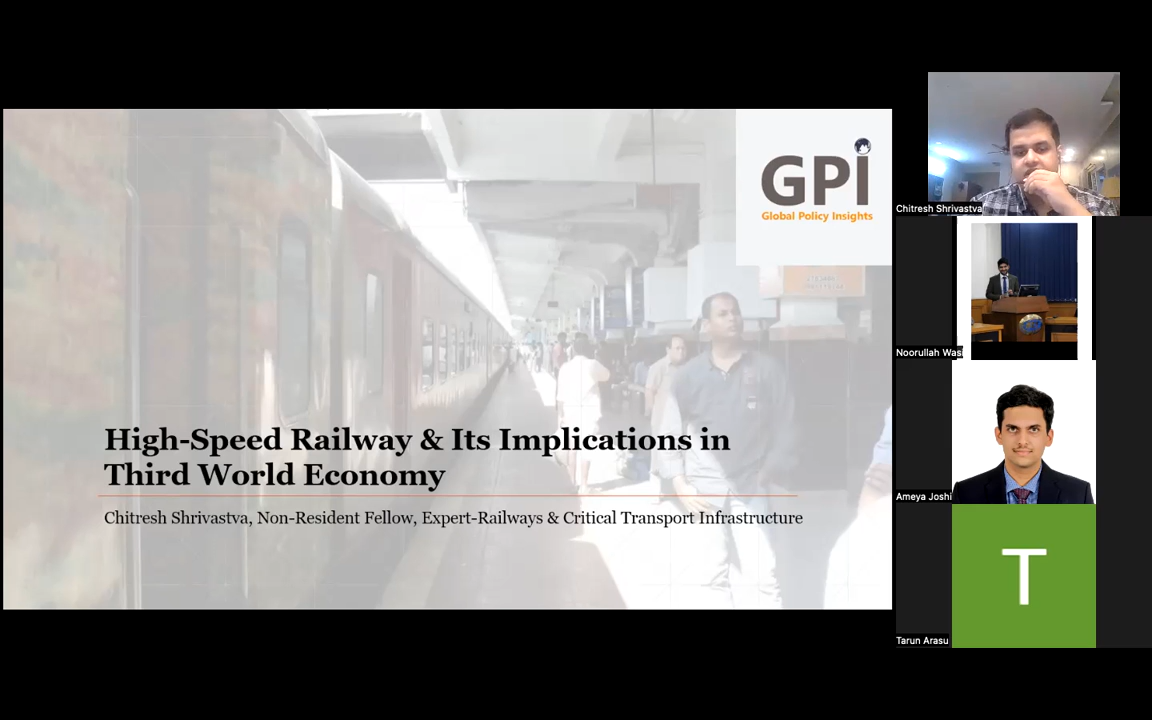 GPI
Global Policy Insights
High-Speed Railway & Its Implications in
Third World Economy
Chitresh Shrivastva, Non-Resident Fellow, Expert-Railways & Critical Transport Infrastructure
Chitresh Shrivastva
Noorullah Wasi
Ameya Joshi
T
Tarun Arasu